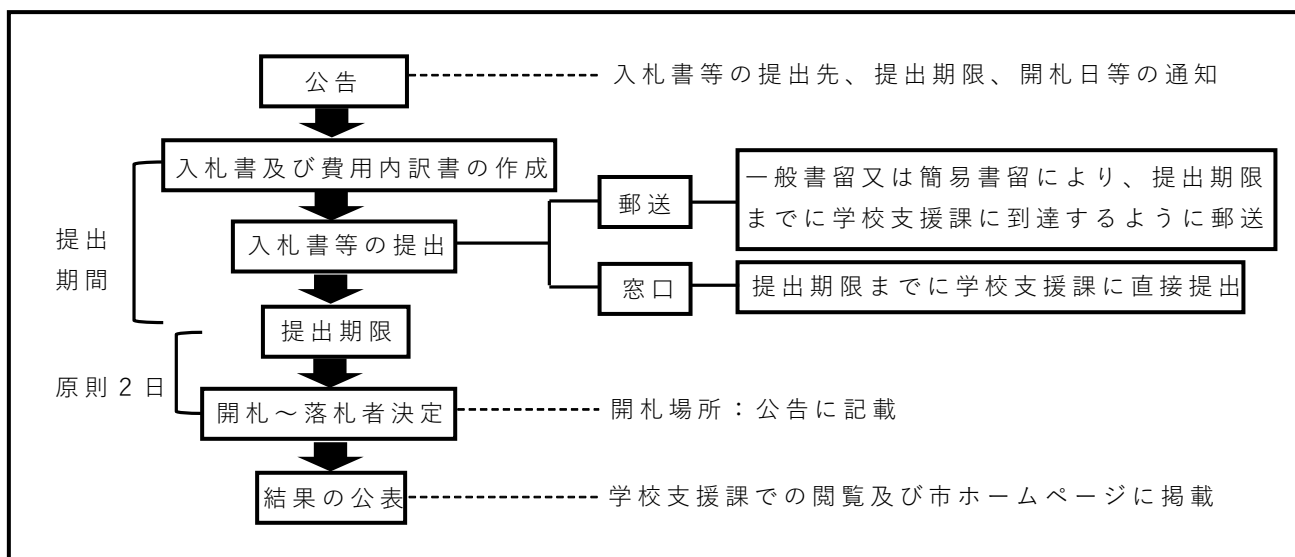 公告
入札書等の提出先、提出期限、開札日等の通知
入札書及び費用内訳書の作成
提出
期間
入札書等の提出
郵送
一般書留又は簡易書留により、提出期限
までに学校支援課に到達するように郵送
窓口
提出期限までに学校支援課に直接提出
提出期限
原則2日
開札～落札者決定
開札場所：公告に記載
結果の公表
学校支援課での閲覧及び市ホームページに掲載